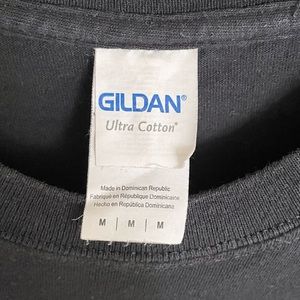 GILDAN®
Ultra Cotton®
Made in Dominican Republic
Fabriqué en République Dominicaine
Hecho en República Dominicana
M | M | M